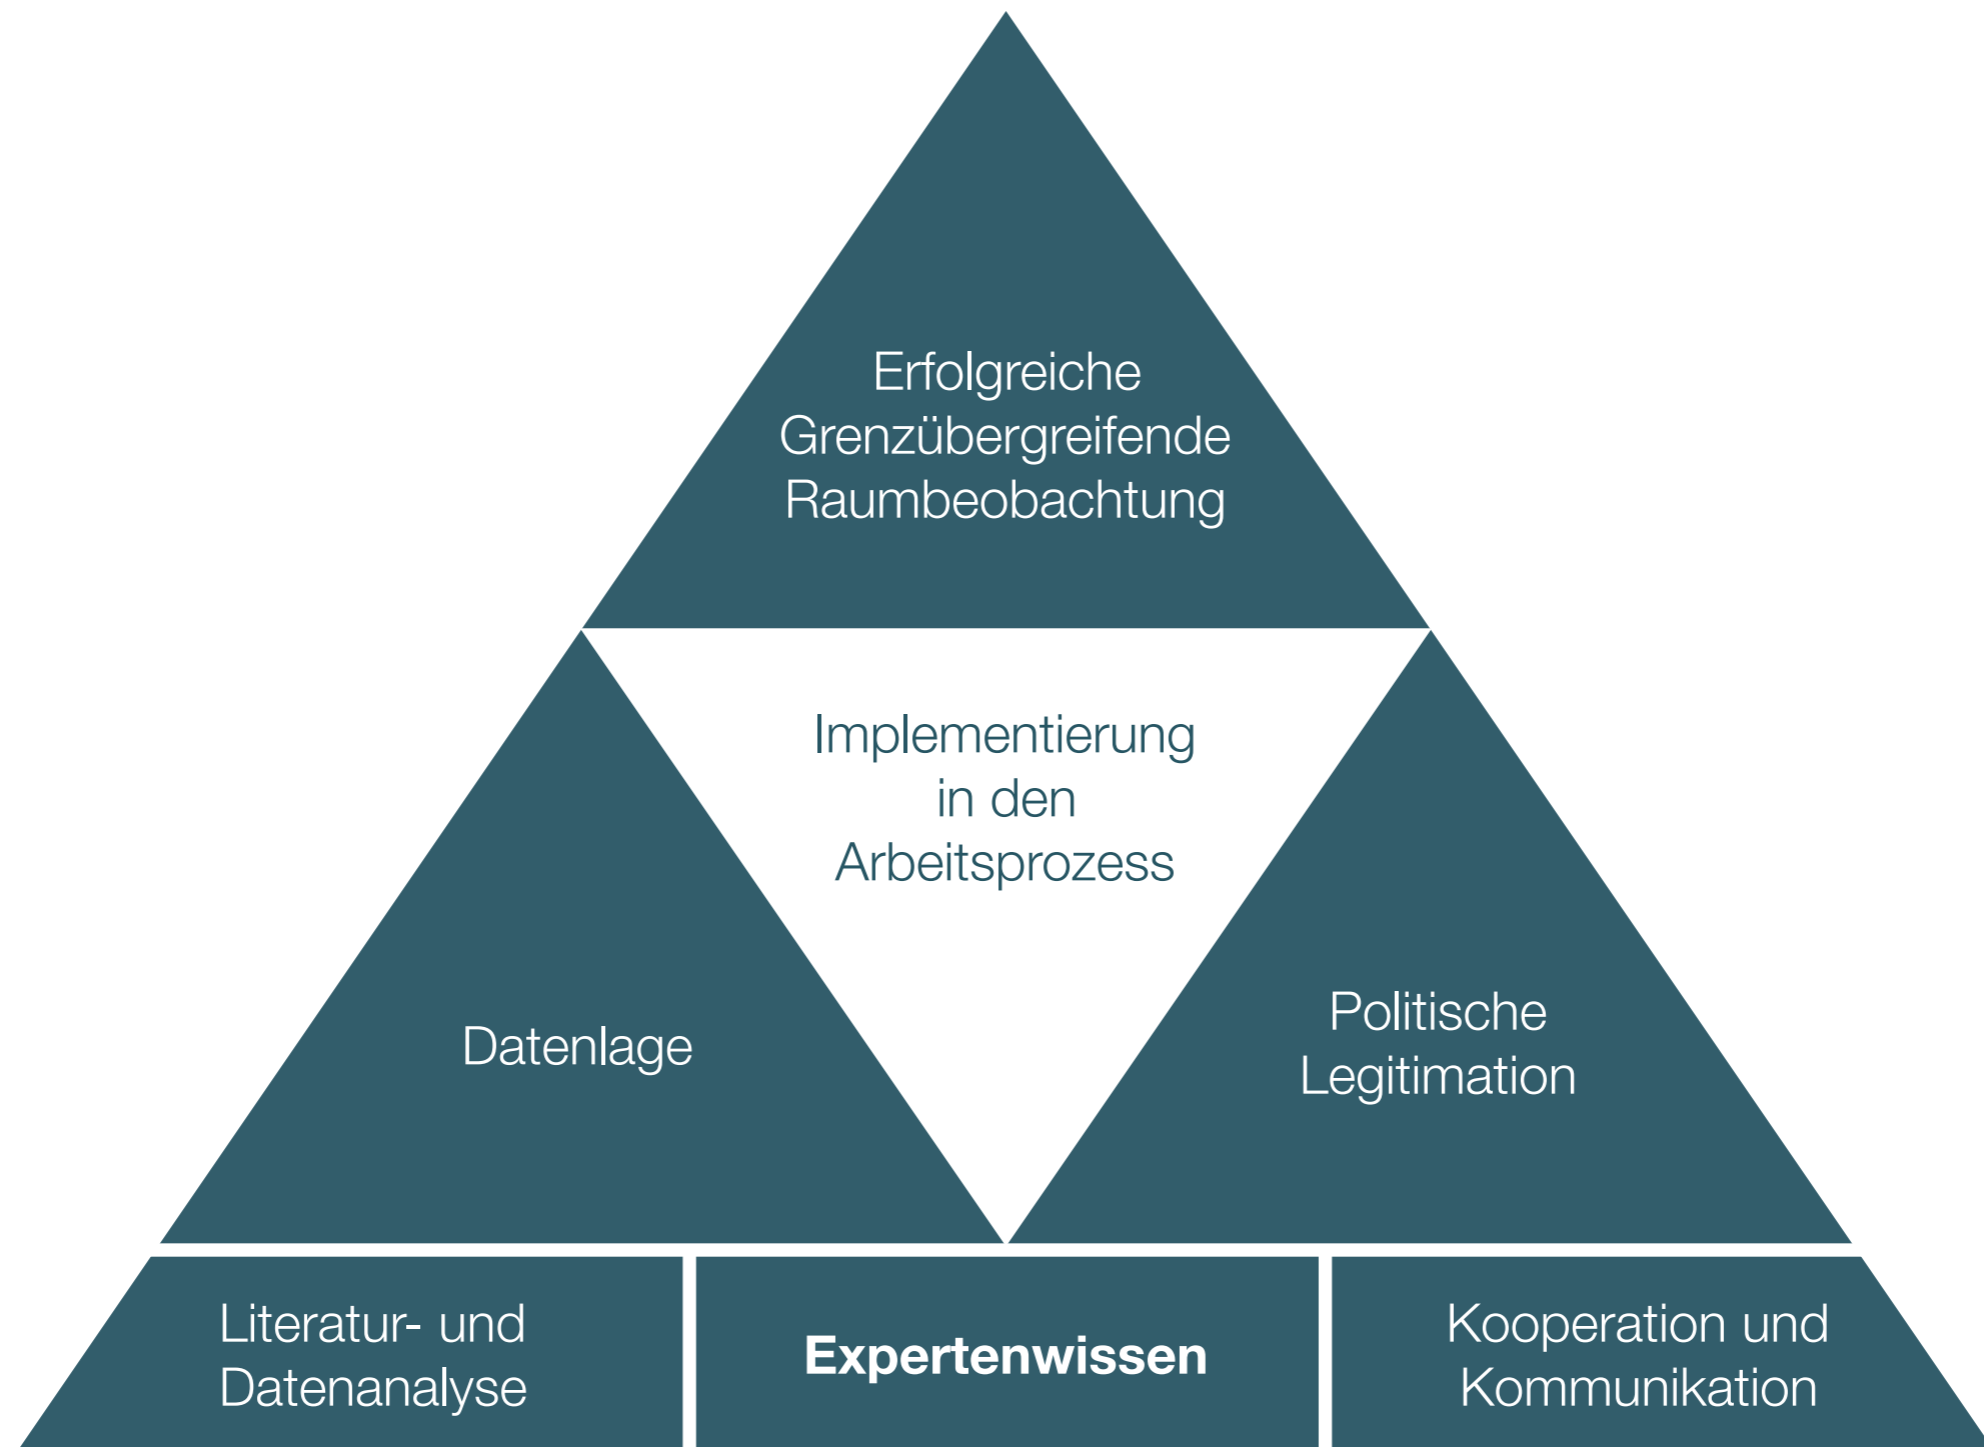 Erfolgreiche
Grenzübergreifende
Raumbeobachtung
Implementierung
in den
Arbeitsprozess
Datenlage
Politische
Legitimation
Literatur- und
Datenanalyse
Expertenwissen
Kooperation und
Kommunikation